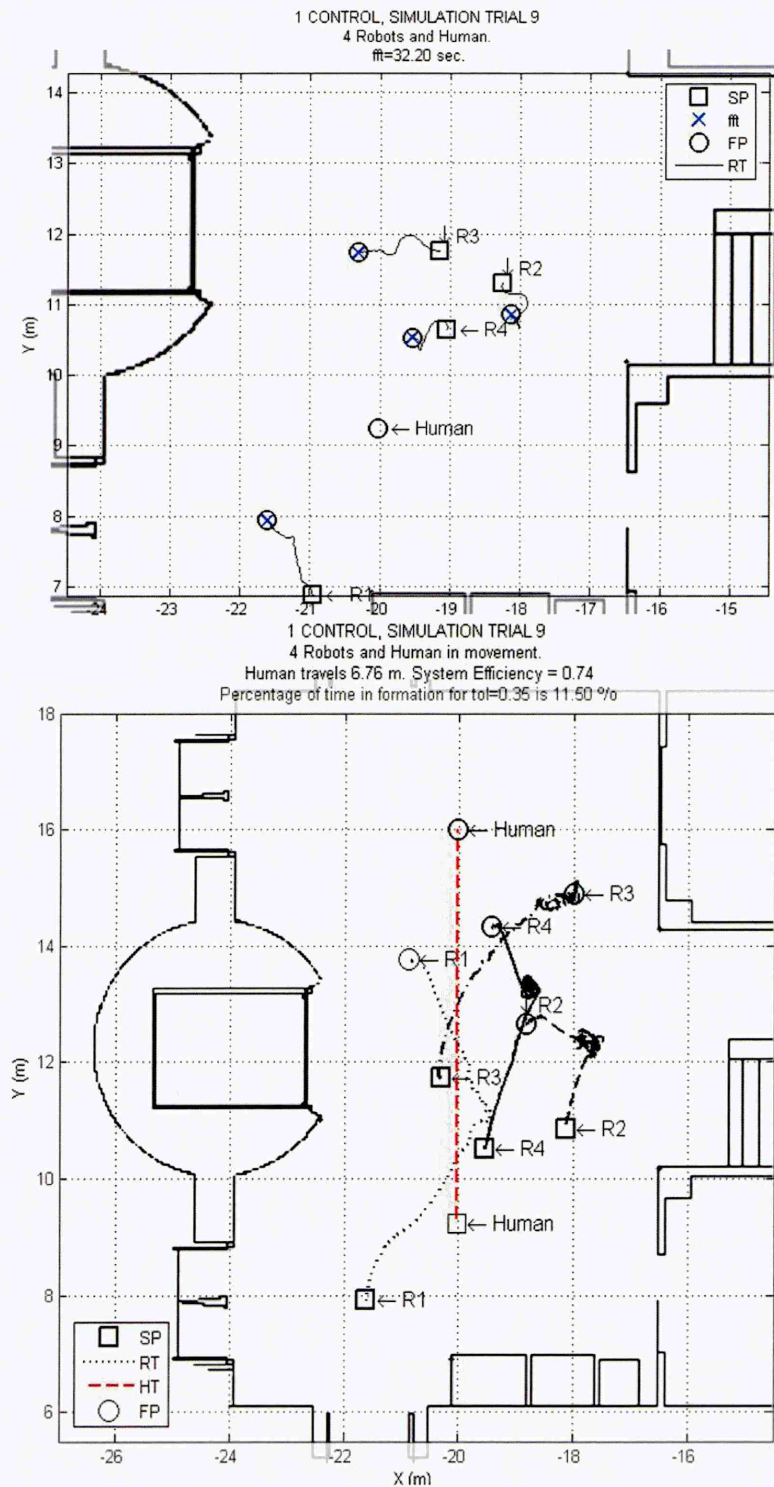 1 CONTROL, SIMULATION TRIAL 9
4 Robots and Human.
fft=32.20 sec.
14
13
12
11
10
9
8
7
Y (m)
SP
fft
FP
RT
R3
R2
R4
Human
R1
-24 -23 -22 -21 -20 -19 -18 -17 -16 -15
1 CONTROL, SIMULATION TRIAL 9
4 Robots and Human in movement.
Human travels 6.76 m. System Efficiency = 0.74
Percentage of time in formation for tol=0.35 is 11.50 %
18
16
14
12
10
8
6
Y (m)
Human
R3
R4
R1
R2
R3
R2
R4
Human
R1
SP
RT
HT
FP
-26 -24 -22 -20 -18 -16
X (m)